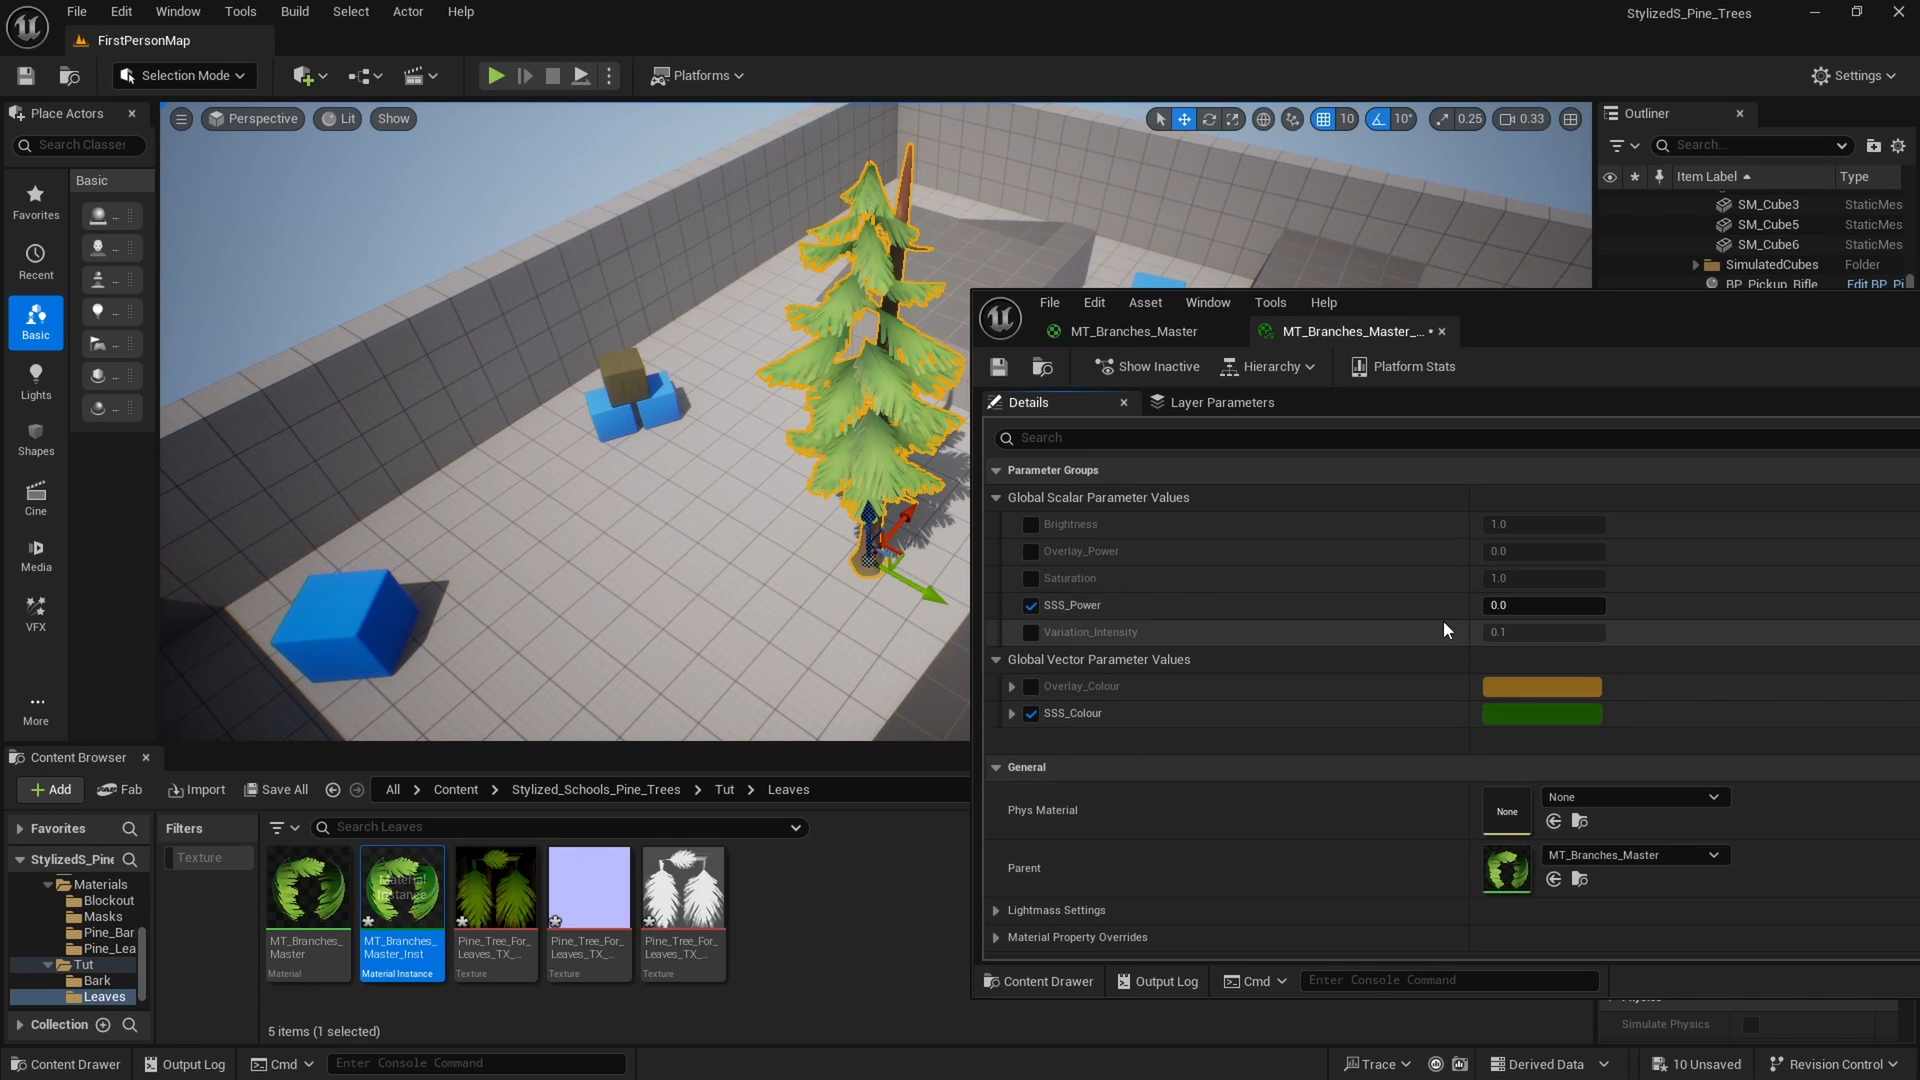 File Edit Window Tools Build Select Actor Help
StylizedS_Pine_Trees
FirstPersonMap
Selection Mode
Platforms
Settings
Place Actors
Search Classes
Basic
Favorites
Recent
Basic
Lights
Shapes
Cine
Media
VFX
More
Perspective Lit Show
10 10° 0.25 0.33
Outliner
Search...
Item Label Type
SM_Cube3 StaticMes
SM_Cube5 StaticMes
SM_Cube6 StaticMes
SimulatedCubes Folder
BP_Pickup_Rifle Edit BP_Pi
File Edit Asset Window Tools Help
MT_Branches_Master
MT_Branches_Master_... •
Show Inactive Hierarchy Platform Stats
Details Layer Parameters
Search
Parameter Groups
Global Scalar Parameter Values
Brightness 1.0
Overlay_Power 0.0
Saturation 1.0
SSS_Power 0.0
Variation_Intensity 0.1
Global Vector Parameter Values
Overlay_Colour
SSS_Colour
General
Phys Material None None
Parent MT_Branches_Master
Lightmass Settings
Material Property Overrides
Content Drawer Output Log Cmd Enter Console Command
Simulate Physics
Content Browser
Add Fab Import Save All All > Content > Stylized_Schools_Pine_Trees > Tut > Leaves
Favorites
StylizedS_Pine
Materials
Blockout
Masks
Pine_Bar
Pine_Lea
Tut
Bark
Leaves
Collection
Filters
Texture
Search Leaves
Material Instance
MT_Branches_
Master
Material
MT_Branches_
Master_Inst
Material Instance
Pine_Tree_For_
Leaves_TX_...
Texture
Pine_Tree_For_
Leaves_TX_...
Texture
Pine_Tree_For_
Leaves_TX_...
Texture
5 items (1 selected)
Content Drawer Output Log Cmd Enter Console Command
Trace Derived Data 10 Unsaved Revision Control